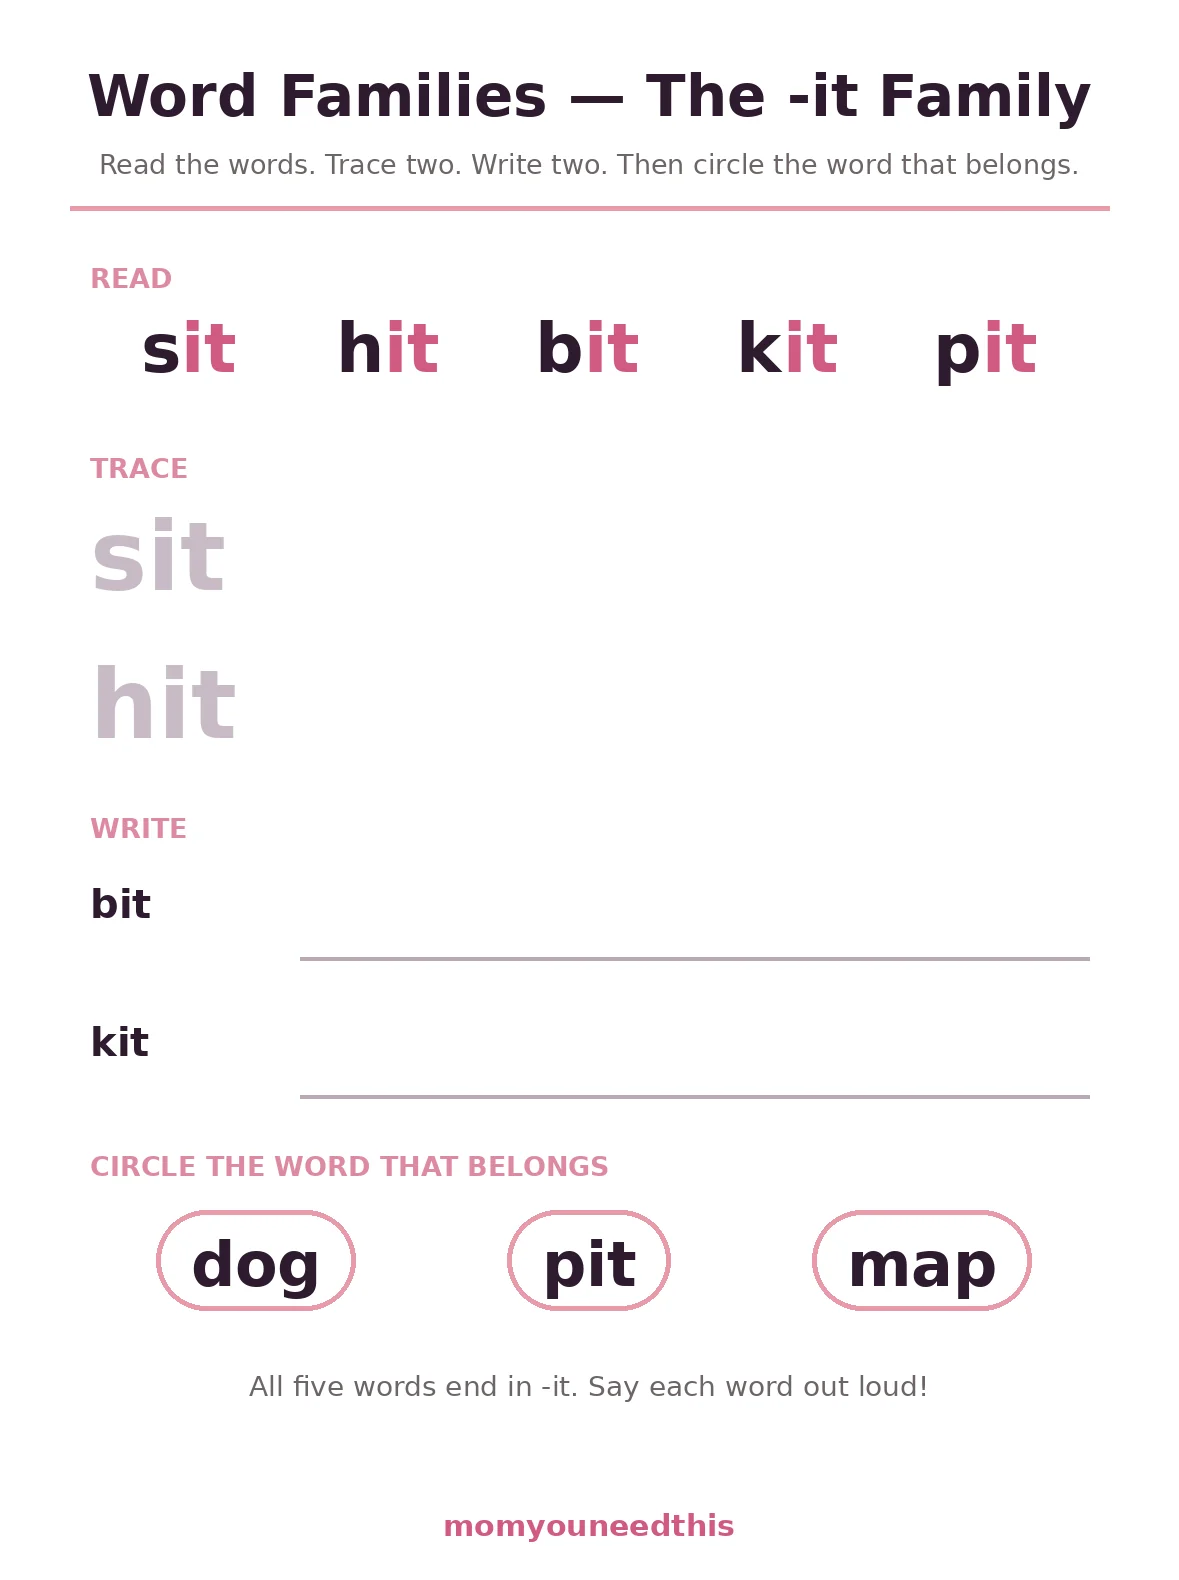 Word Families — The -it Family
Read the words. Trace two. Write two. Then circle the word that belongs.
READ
sit hit bit kit pit
TRACE
sit
hit
WRITE
bit
kit
CIRCLE THE WORD THAT BELONGS
dog pit map
All five words end in -it. Say each word out loud!
momyouneedthis